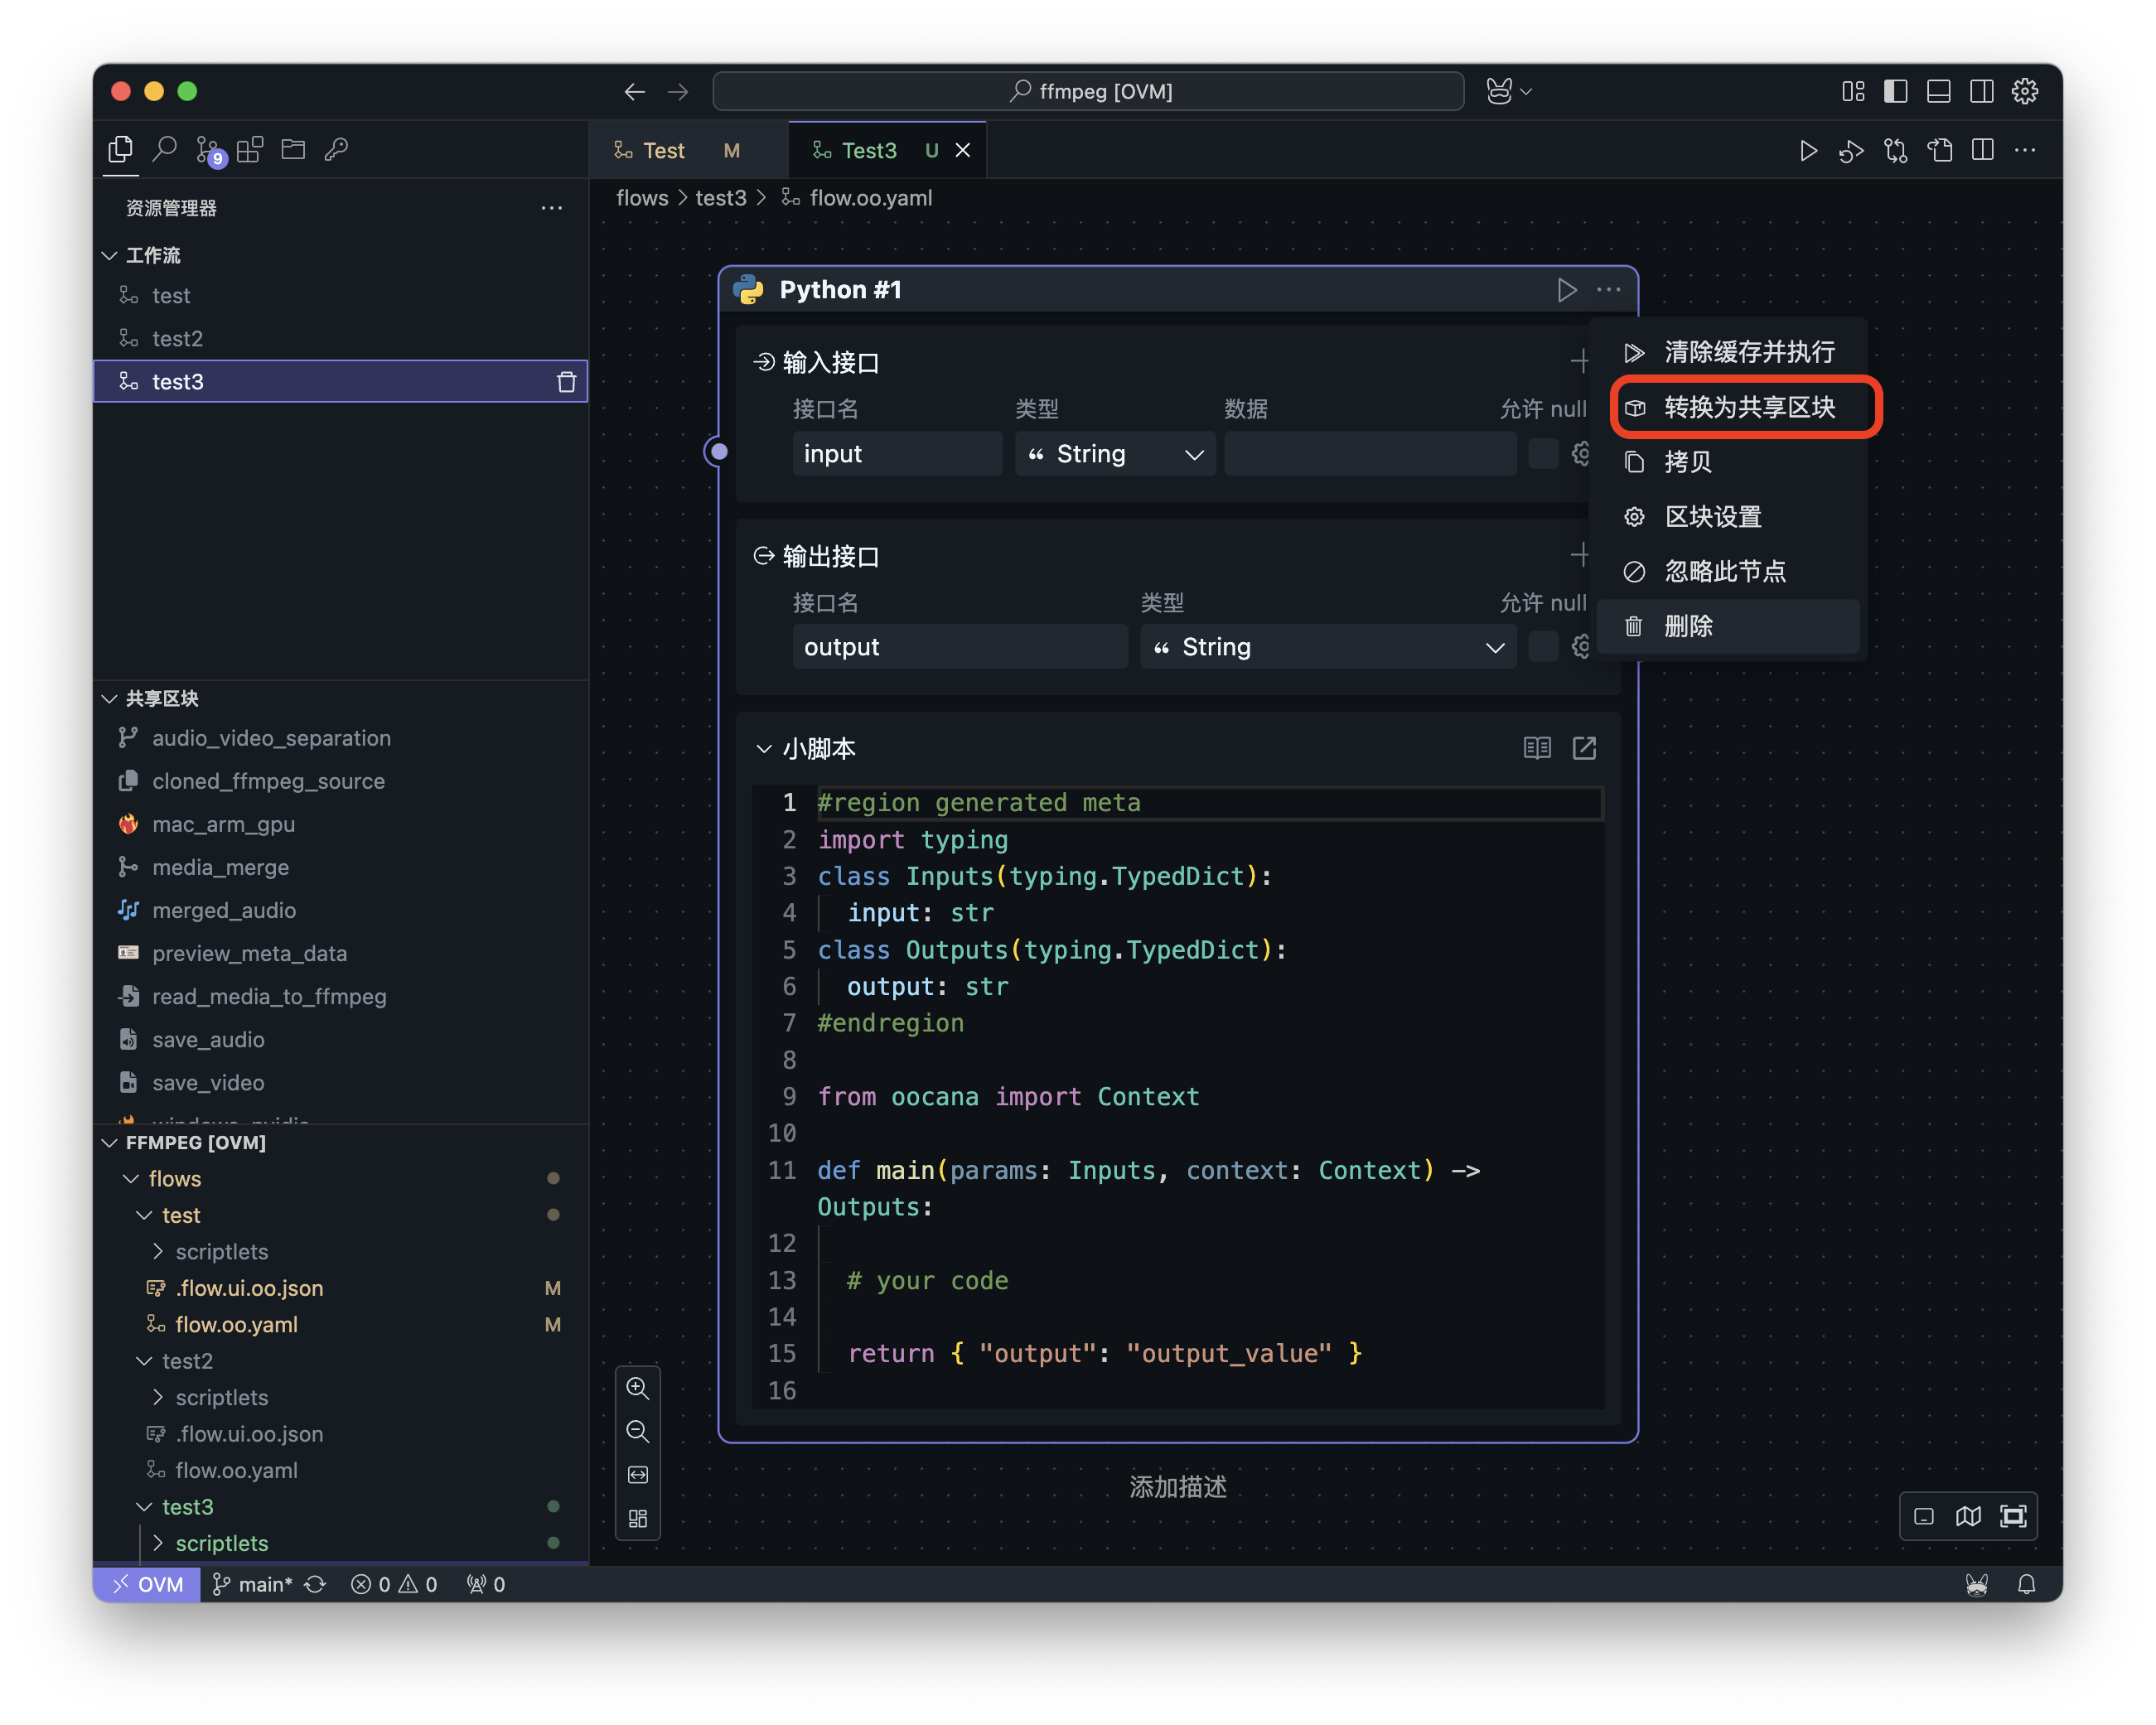 ffmpeg [OVM]
9
Test M
Test3 U
资源管理器
flows > test3 > flow.oo.yaml
工作流
test
test2
test3
共享区块
audio_video_separation
cloned_ffmpeg_source
mac_arm_gpu
media_merge
merged_audio
preview_meta_data
read_media_to_ffmpeg
save_audio
save_video
FFMPEG [OVM]
flows
test
scriptlets
.flow.ui.oo.json M
flow.oo.yaml M
test2
scriptlets
.flow.ui.oo.json
flow.oo.yaml
test3
scriptlets
Python #1
输入接口
接口名 类型 数据 允许 null
input String
输出接口
接口名 类型 允许 null
output String
清除缓存并执行
转换为共享区块
拷贝
区块设置
忽略此节点
删除
小脚本
1 #region generated meta
2 import typing
3 class Inputs(typing.TypedDict):
4 input: str
5 class Outputs(typing.TypedDict):
6 output: str
7 #endregion
8
9 from oocana import Context
10
11 def main(params: Inputs, context: Context) ->
Outputs:
12
13 # your code
14
15 return { "output": "output_value" }
16
添加描述
OVM main* 0 0 0